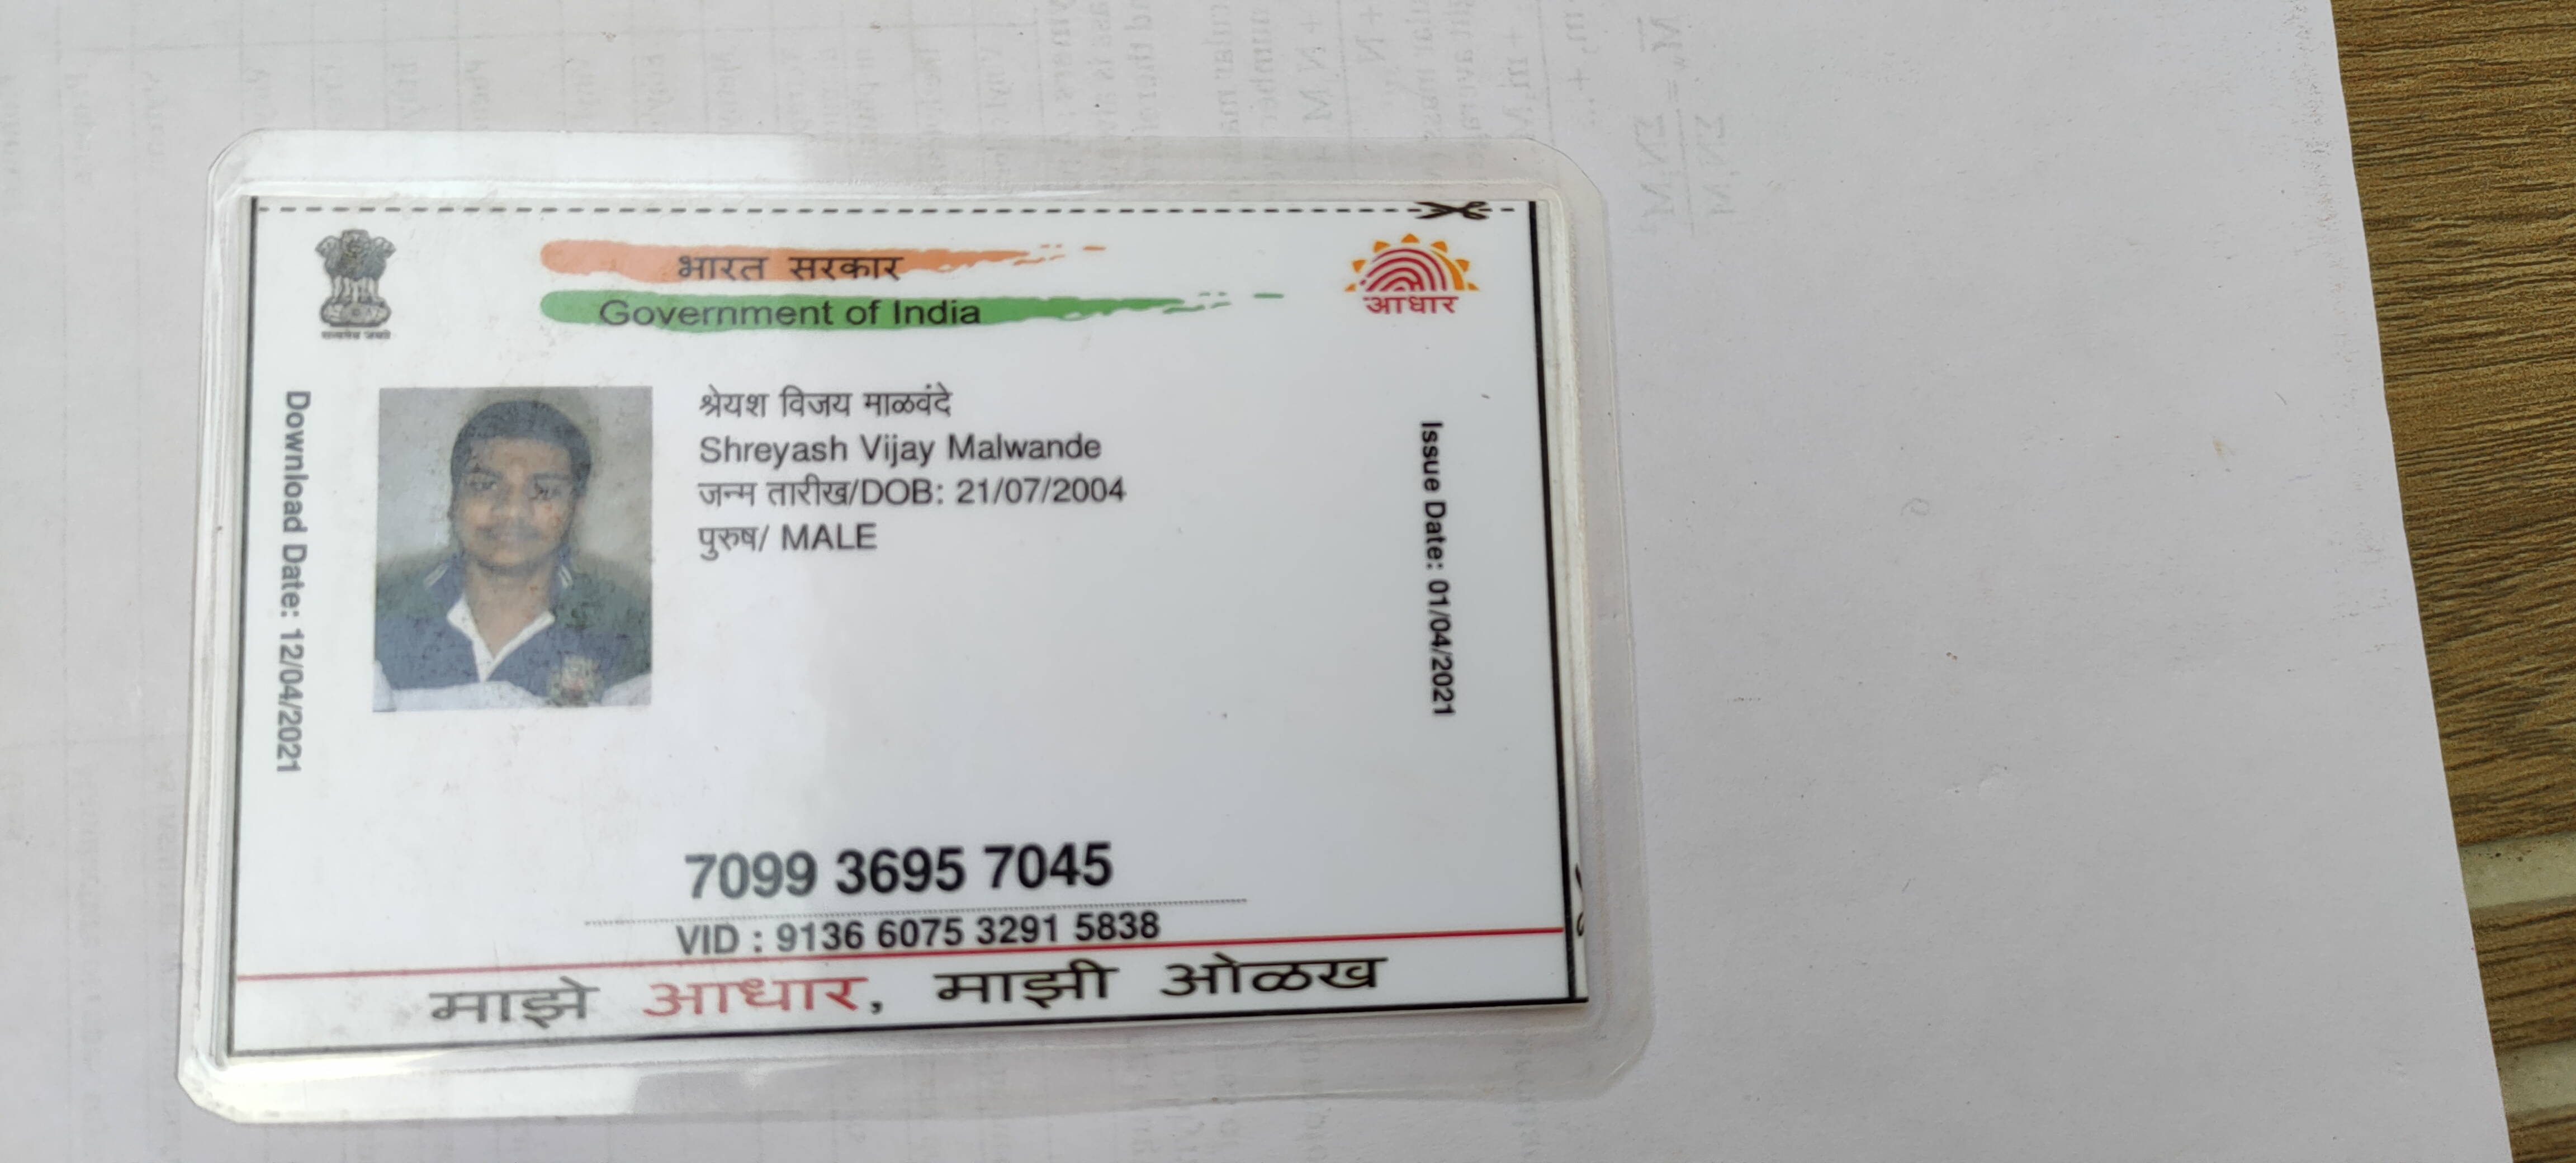 भारत सरकार
Government of India
आधार
श्रेयश विजय माळवंदे
Shreyash Vijay Malwande
जन्म तारीख/DOB: 21/07/2004
पुरुष/ MALE
Download Date: 12/04/2021
Issue Date: 01/04/2021
7099 3695 7045
VID : 9136 6075 3291 5838
माझे आधार, माझी ओळख